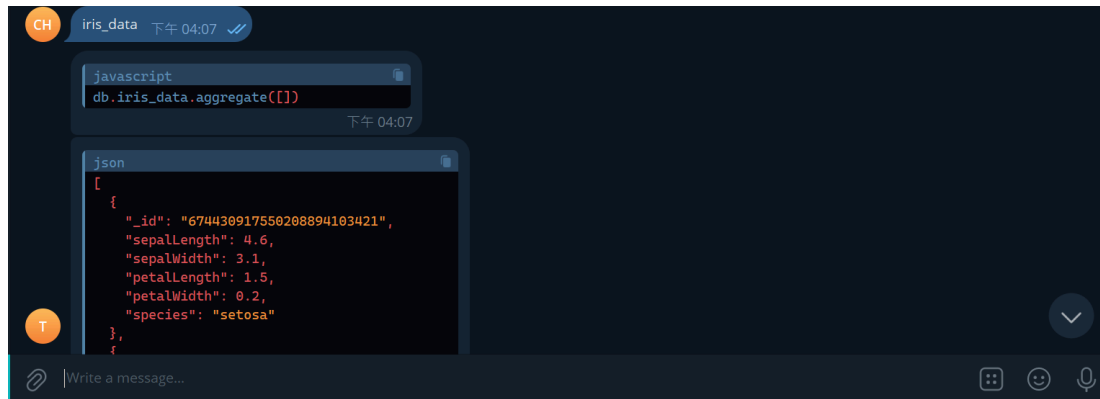 CH
iris_data 下午 04:07
javascript
db.iris_data.aggregate([])
下午 04:07
json
[
{
"_id": "674430917550208894103421",
"sepalLength": 4.6,
"sepalWidth": 3.1,
"petalLength": 1.5,
"petalWidth": 0.2,
"species": "setosa"
},
{
T
Write a message...